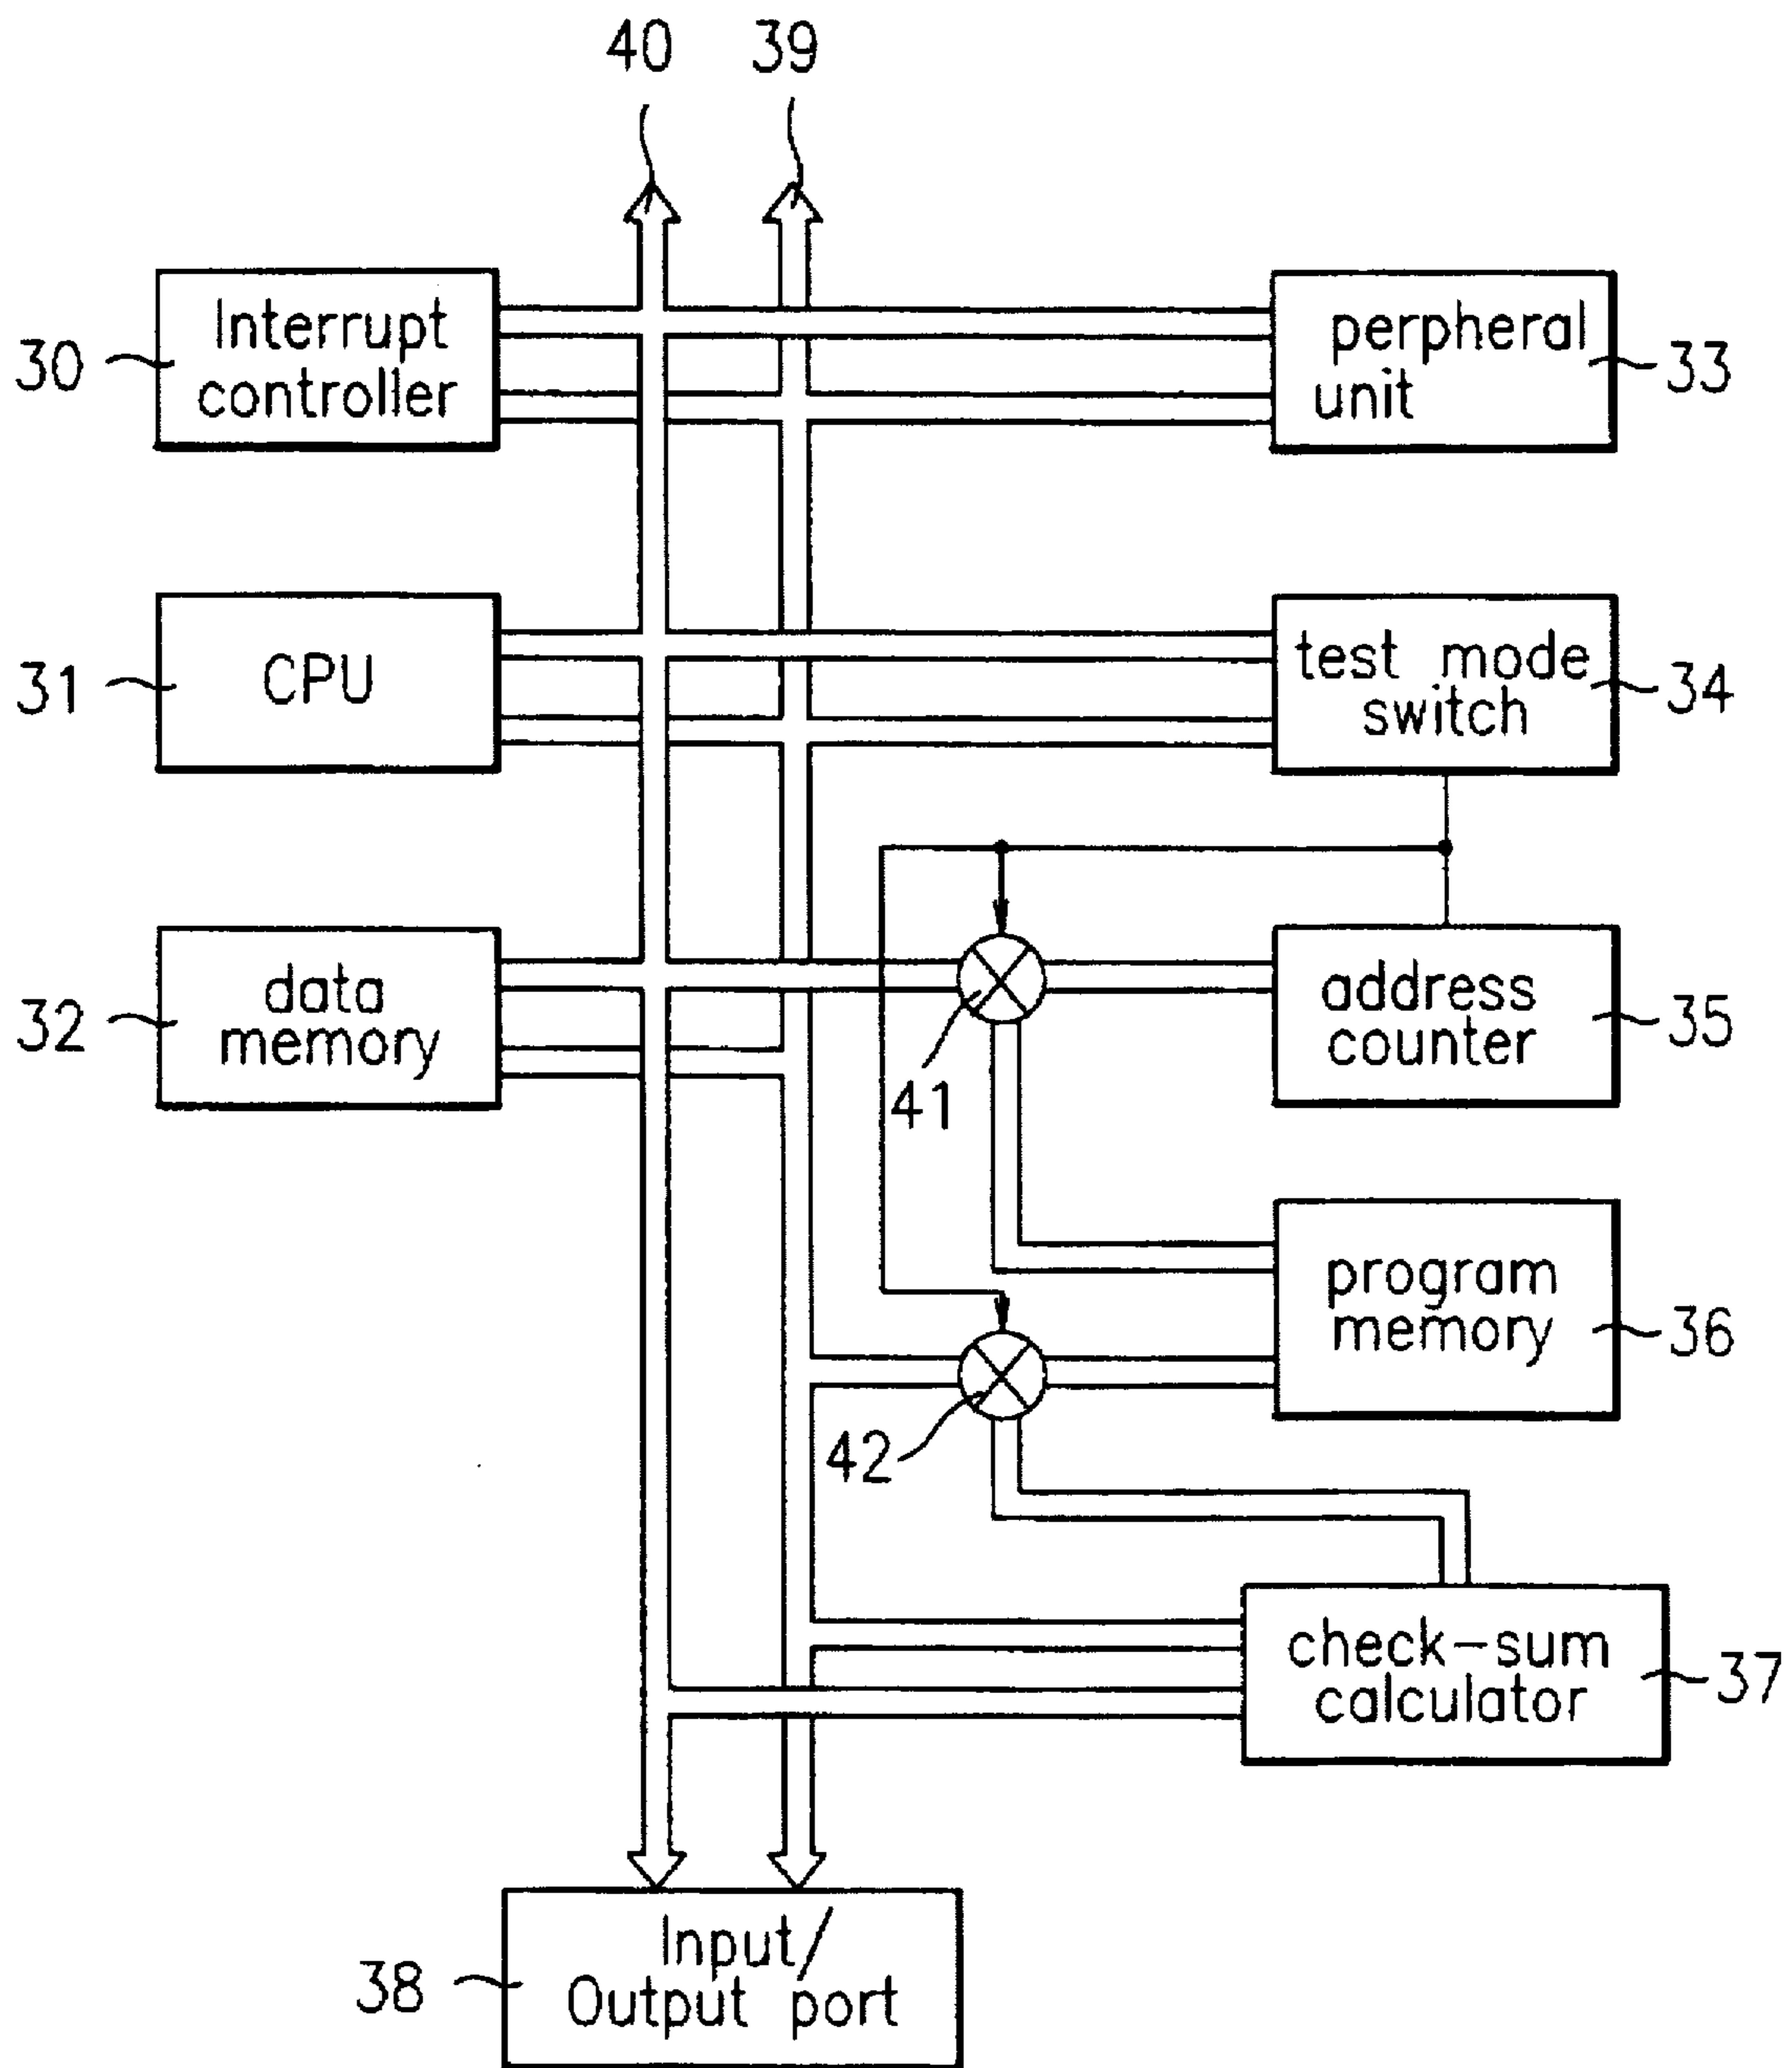 40
39
30
Interrupt
controller
perpheral
unit
33
31
CPU
test mode
switch
34
32
data
memory
41
address
counter
35
program
memory
36
42
check-sum
calculator
37
38
Input/
Output port